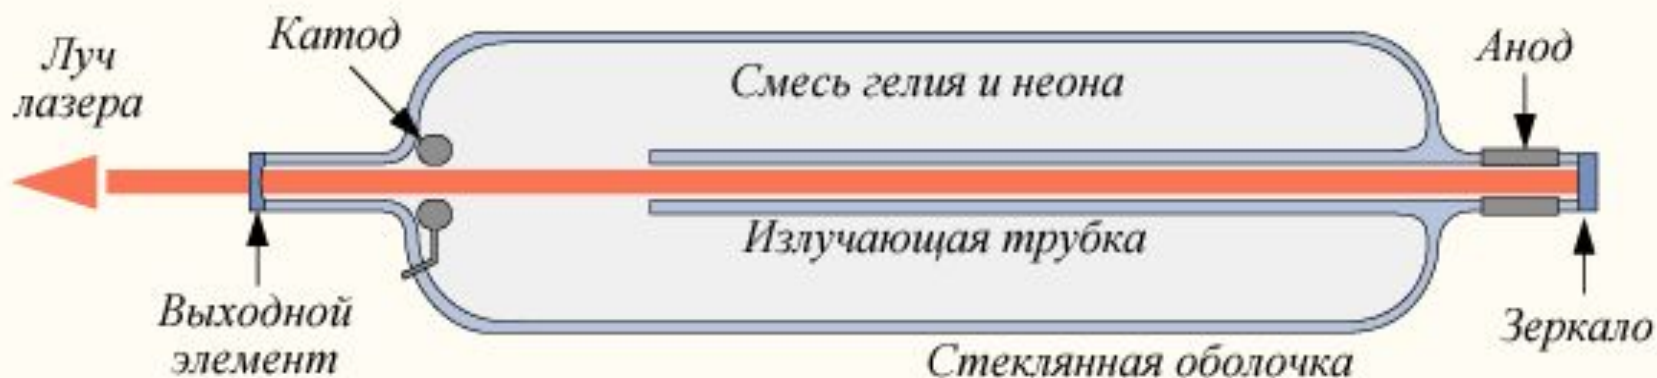 Луч
лазера
Катод
Смесь гелия и неона
Анод
Излучающая трубка
Выходной
элемент
Стеклянная оболочка
Зеркало